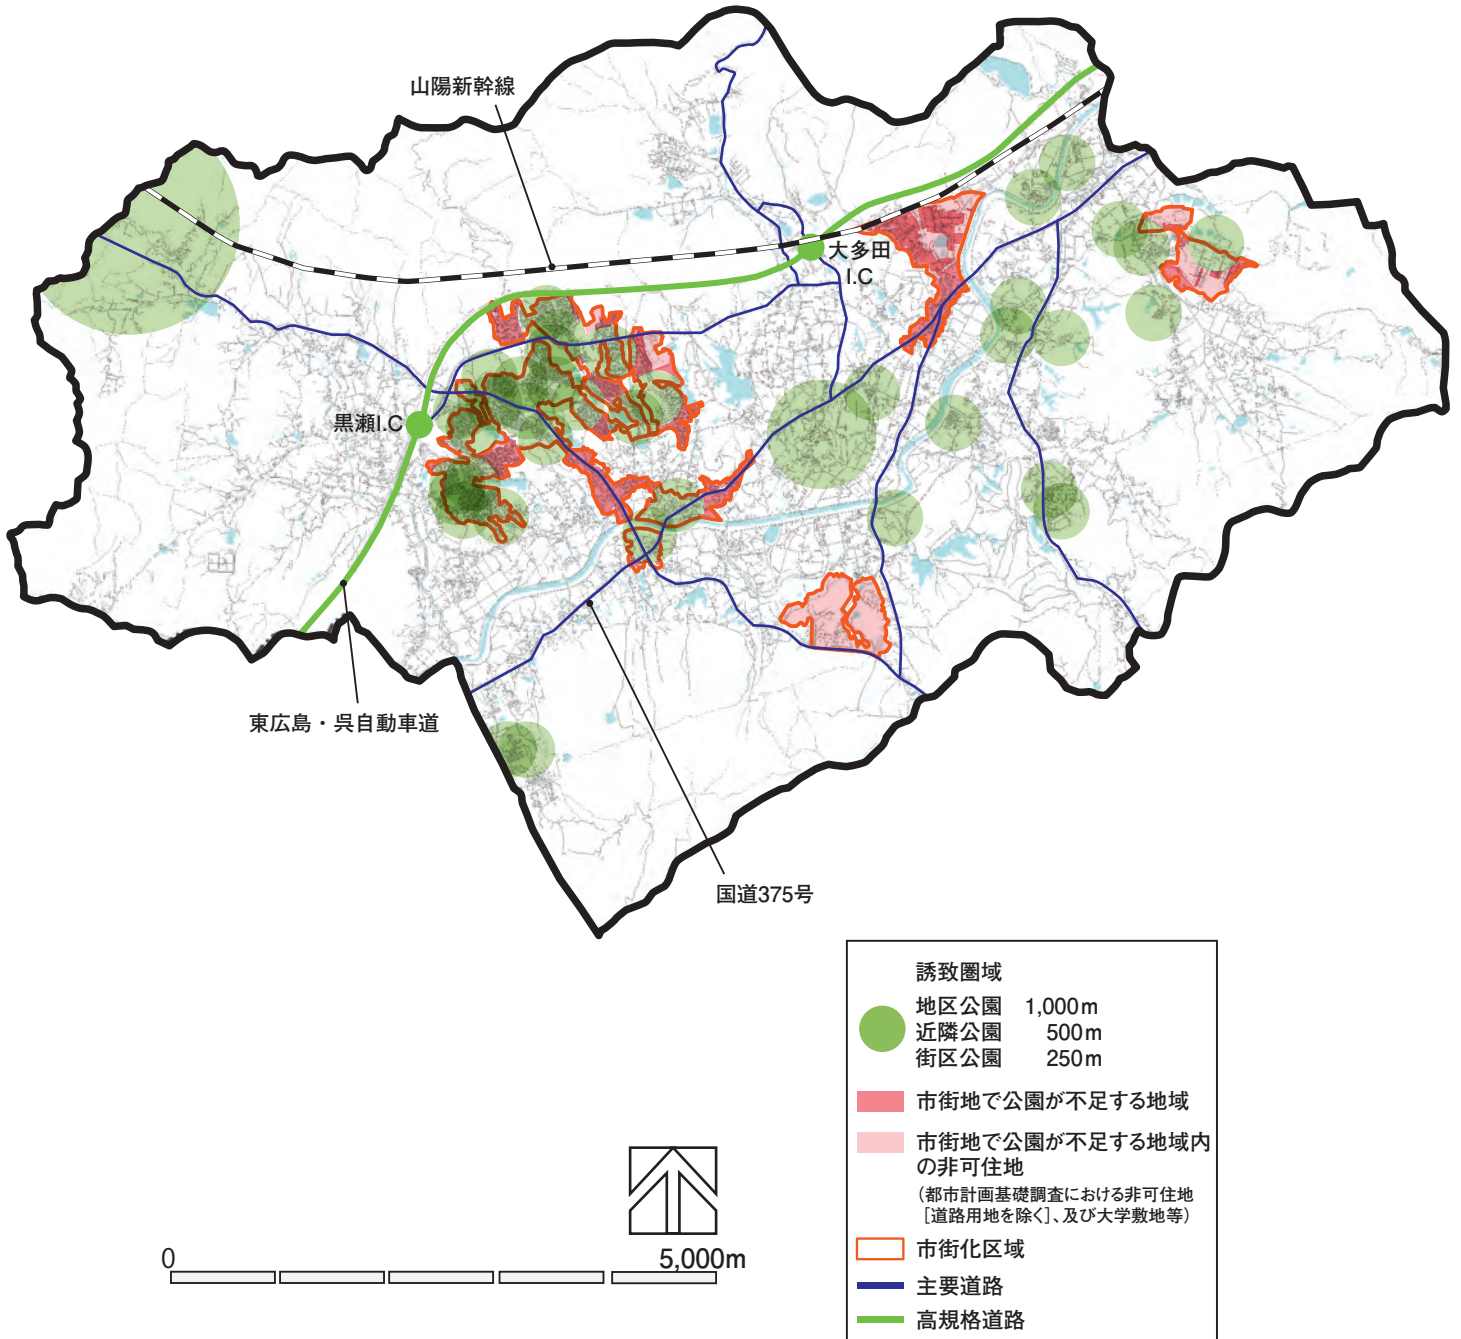 山陽新幹線
大多田
I.C
黒瀬I.C
東広島・呉自動車道
国道375号
誘致圏域
地区公園 1,000m
近隣公園 500m
街区公園 250m
市街地で公園が不足する地域
市街地で公園が不足する地域内
の非可住地
(都市計画基礎調査における非可住地
[道路用地を除く]、及び大学敷地等)
市街化区域
主要道路
高規格道路
0 5,000m